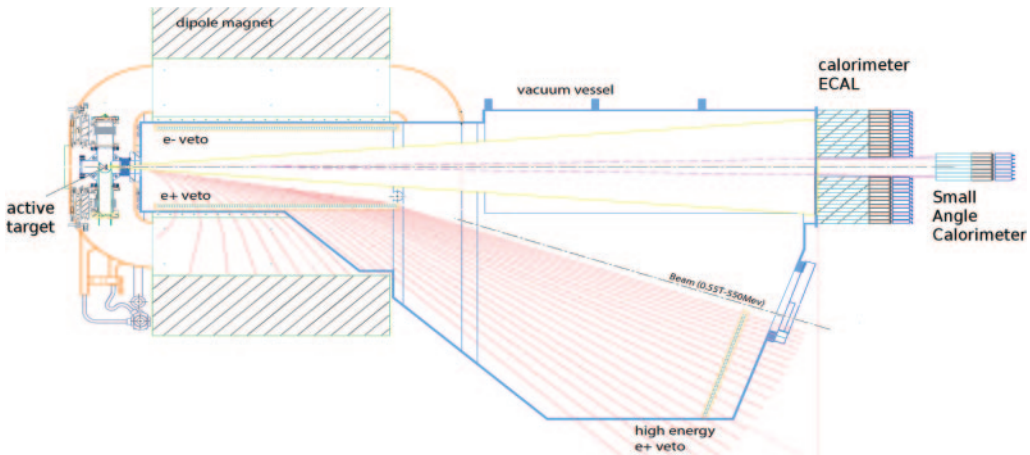 dipole magnet
calorimeter
ECAL
vacuum vessel
e- veto
e+ veto
active
target
Small
Angle
Calorimeter
Beam (0.55T-550Mev)
high energy
e+ veto